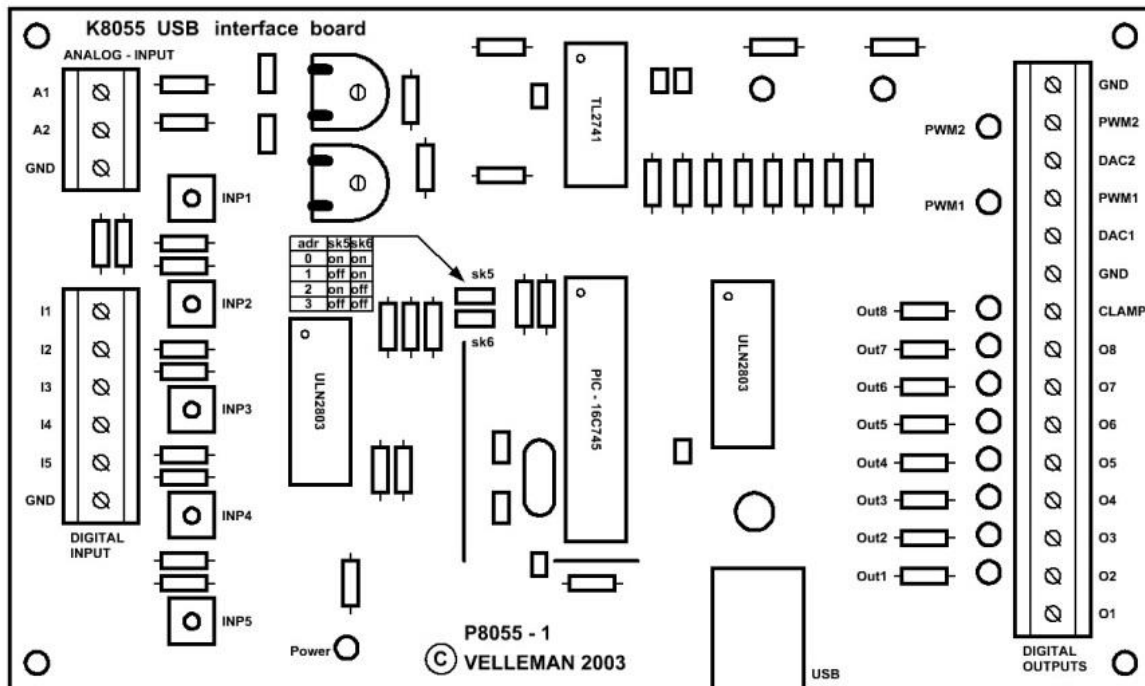 K8055 USB interface board
ANALOG - INPUT
A1
A2
GND
INP1
INP2
INP3
INP4
INP5
I1
I2
I3
I4
I5
GND
DIGITAL
INPUT
adr sk5 sk6
0 on on
1 off on
2 on off
3 off off
sk5
sk6
ULN2803
TL2741
PIC - 16C745
ULN2803
Power
P8055 - 1
© VELLEMAN 2003
USB
PWM2
PWM1
Out8
Out7
Out6
Out5
Out4
Out3
Out2
Out1
GND
PWM2
DAC2
PWM1
DAC1
GND
CLAMP
O8
O7
O6
O5
O4
O3
O2
O1
DIGITAL
OUTPUTS